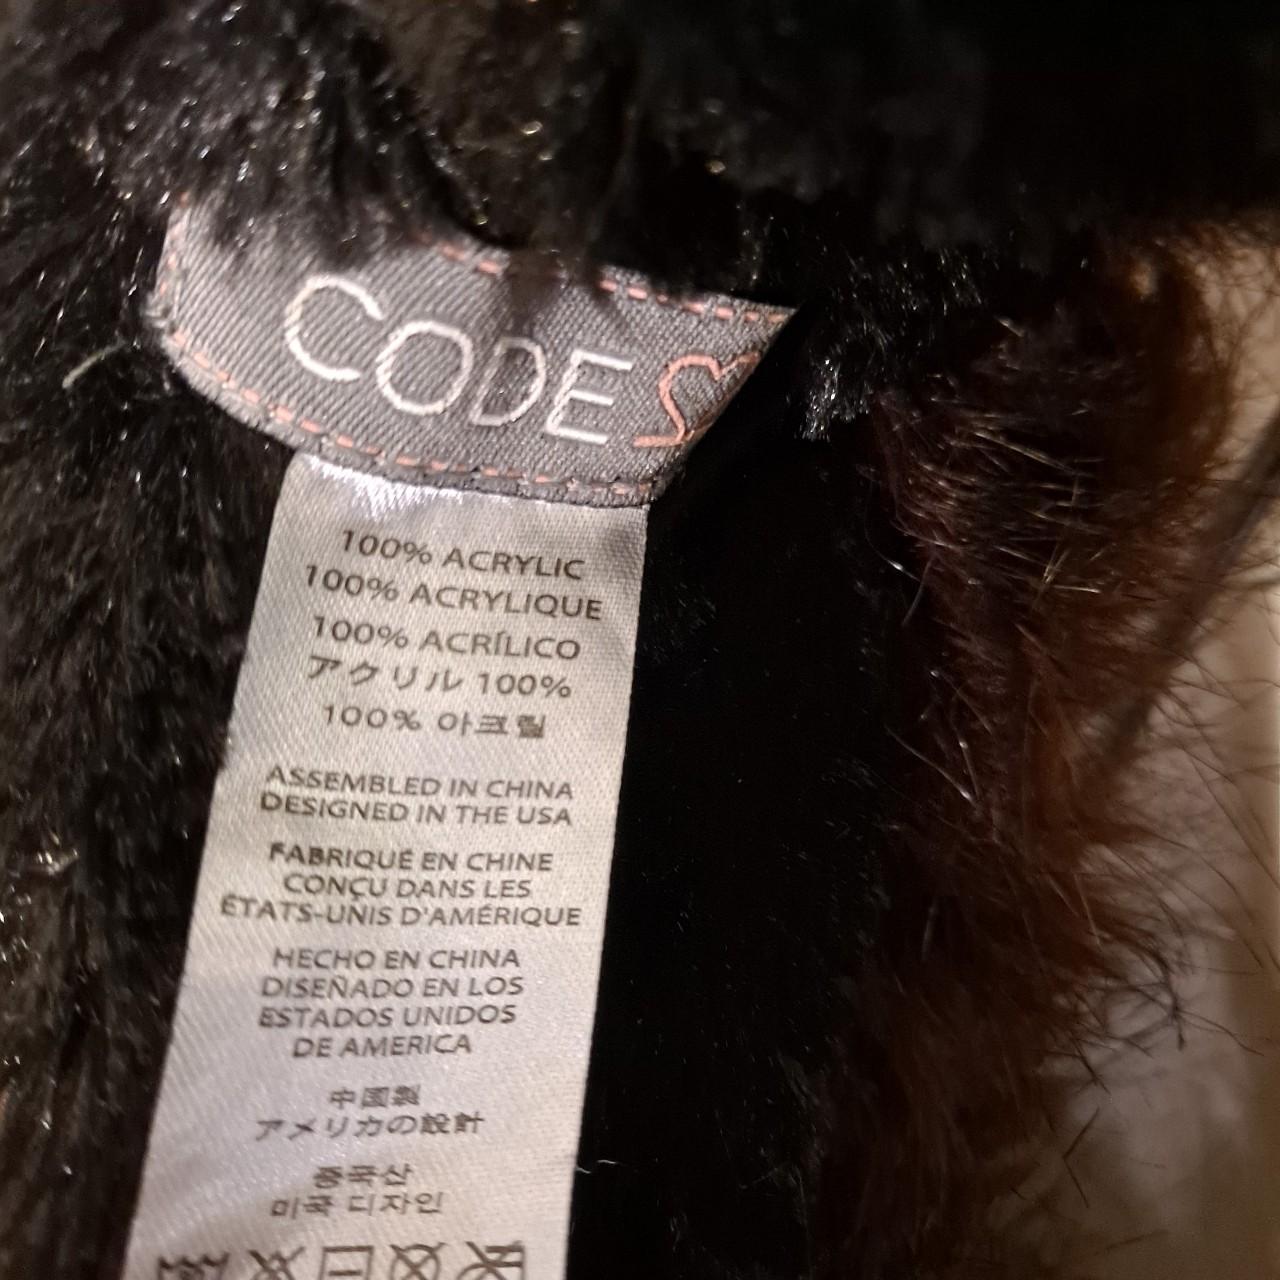 CODE
100% ACRYLIC
100% ACRYLIQUE
100% ACRÍLICO
アクリル 100%
100% 아크릴
ASSEMBLED IN CHINA
DESIGNED IN THE USA
FABRIQUÉ EN CHINE
CONÇU DANS LES
ÉTATS-UNIS D'AMÉRIQUE
HECHO EN CHINA
DISEÑADO EN LOS
ESTADOS UNIDOS
DE AMERICA
中國製
アメリカの設計
중국산
미국 디자인